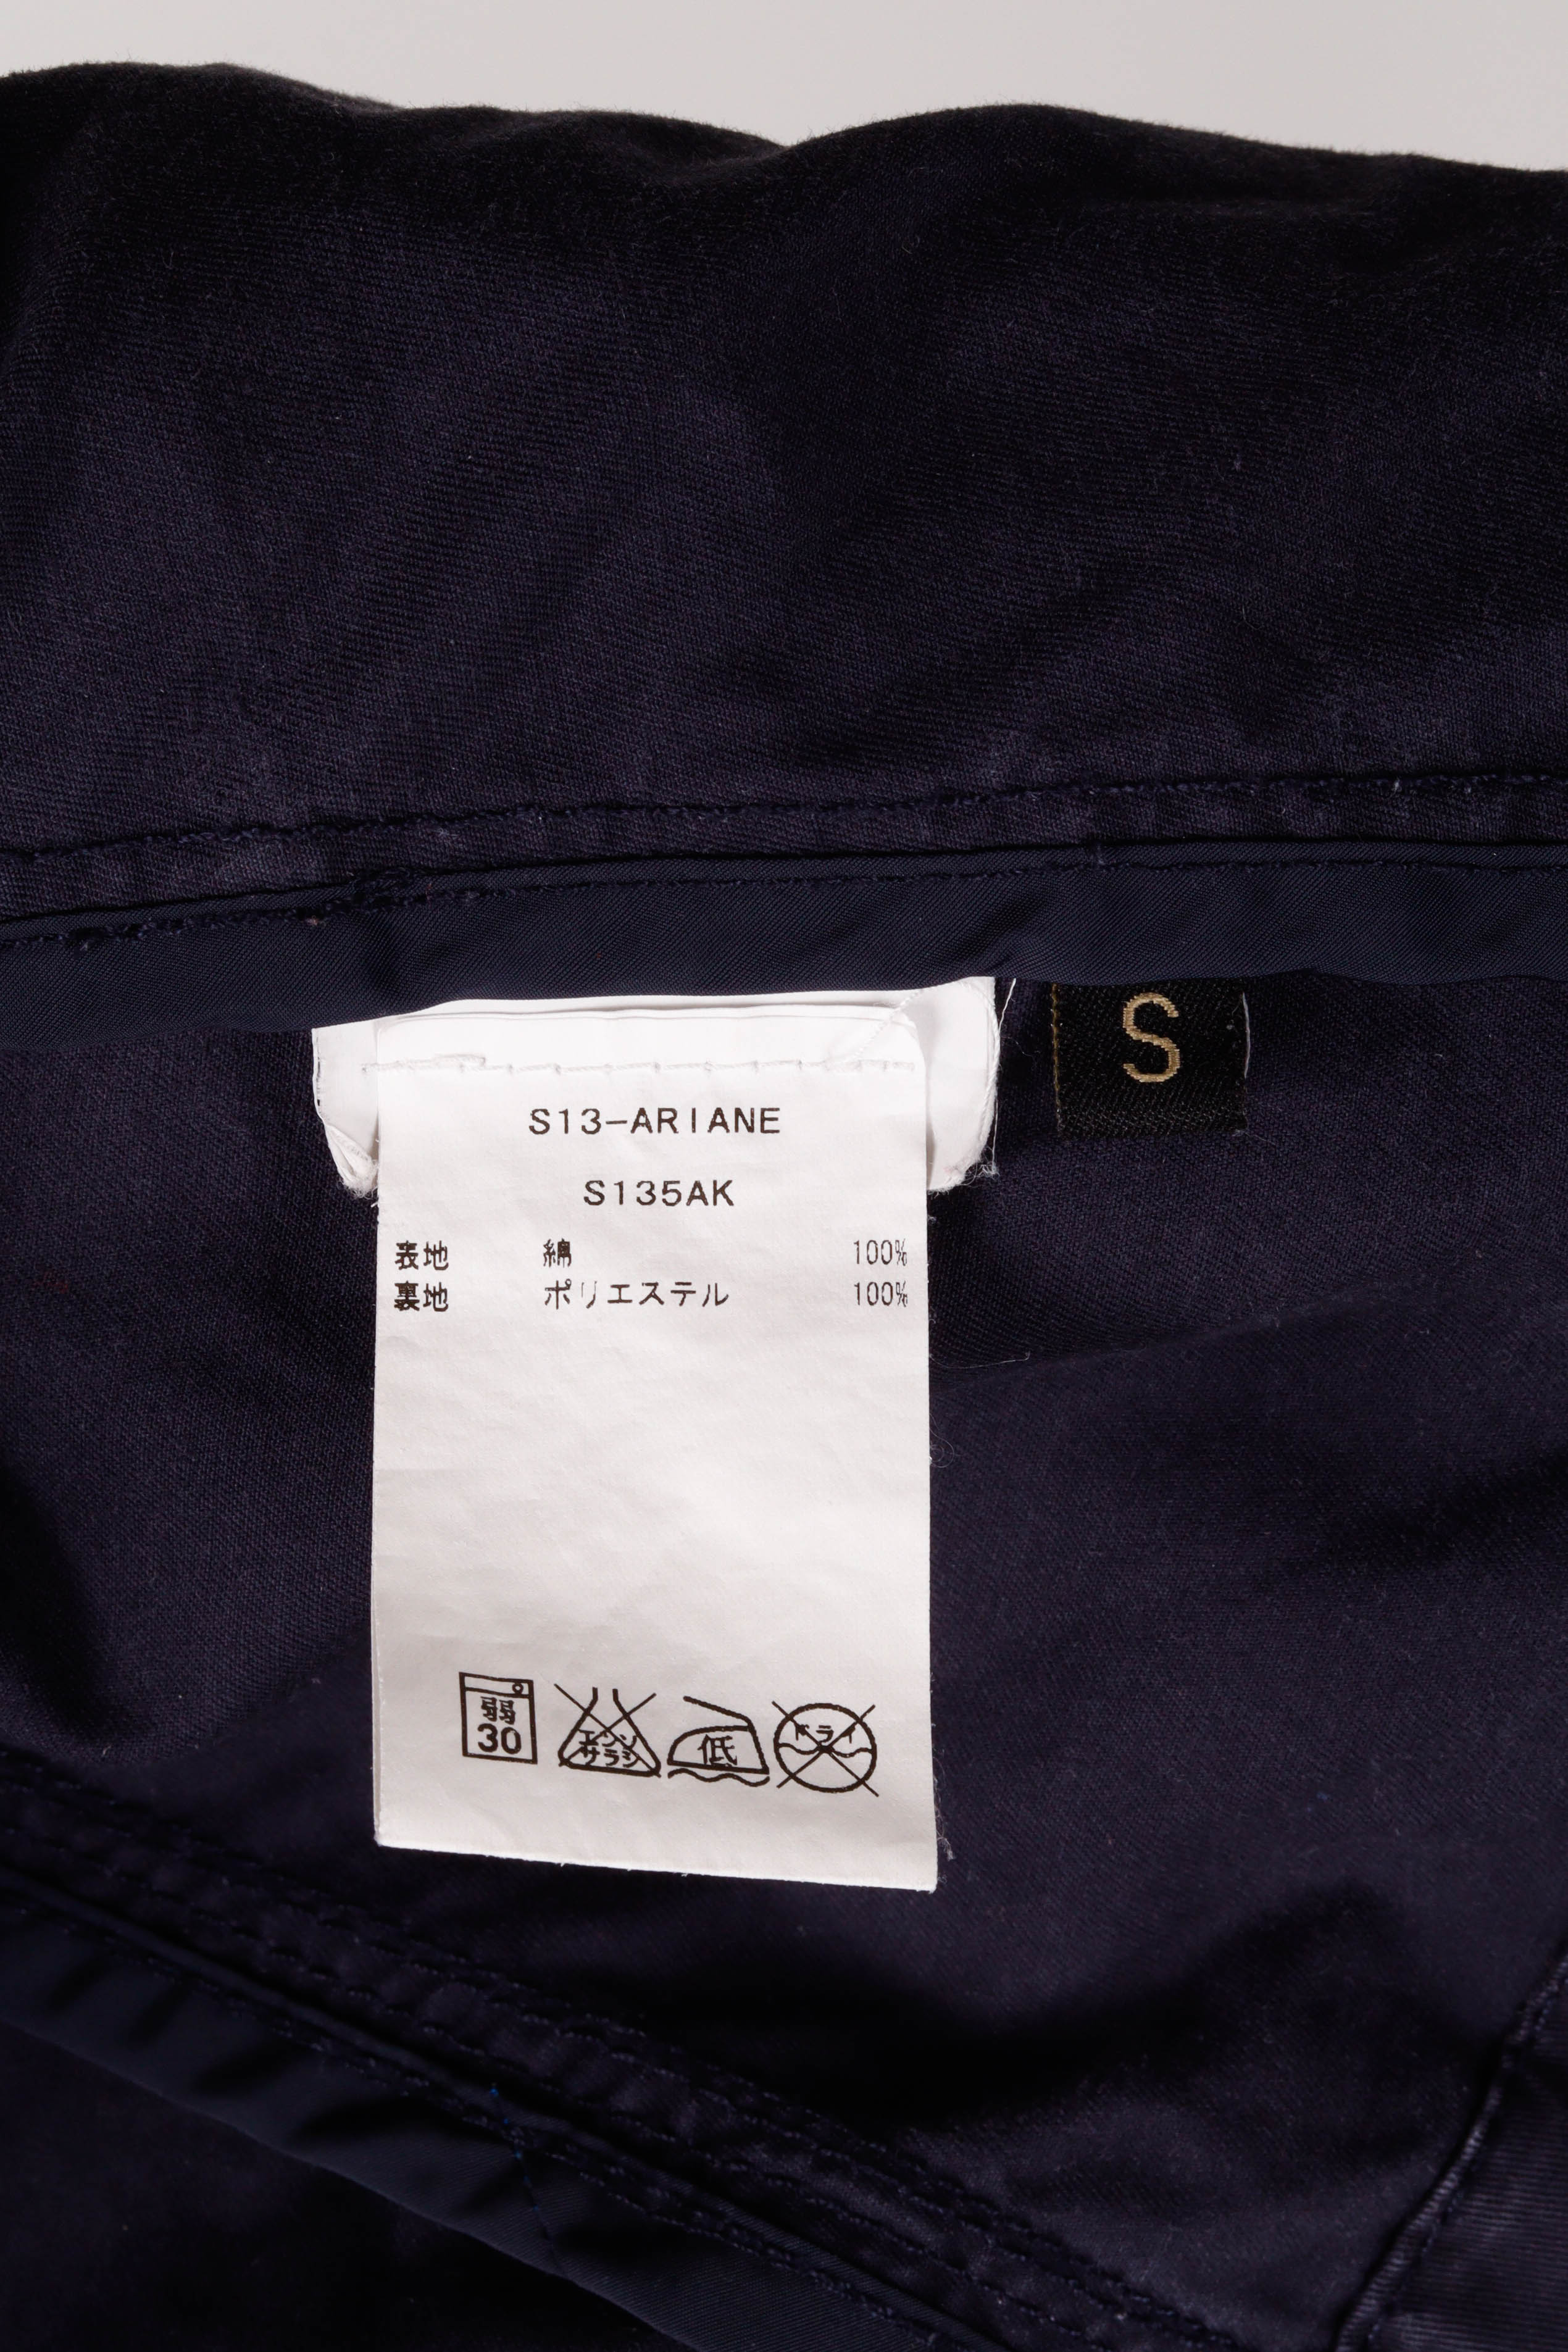 S
S13-ARIANE
S135AK
表地 綿 100%
裏地 ポリエステル 100%
弱
30
エンソ
サラシ
低
ドライ